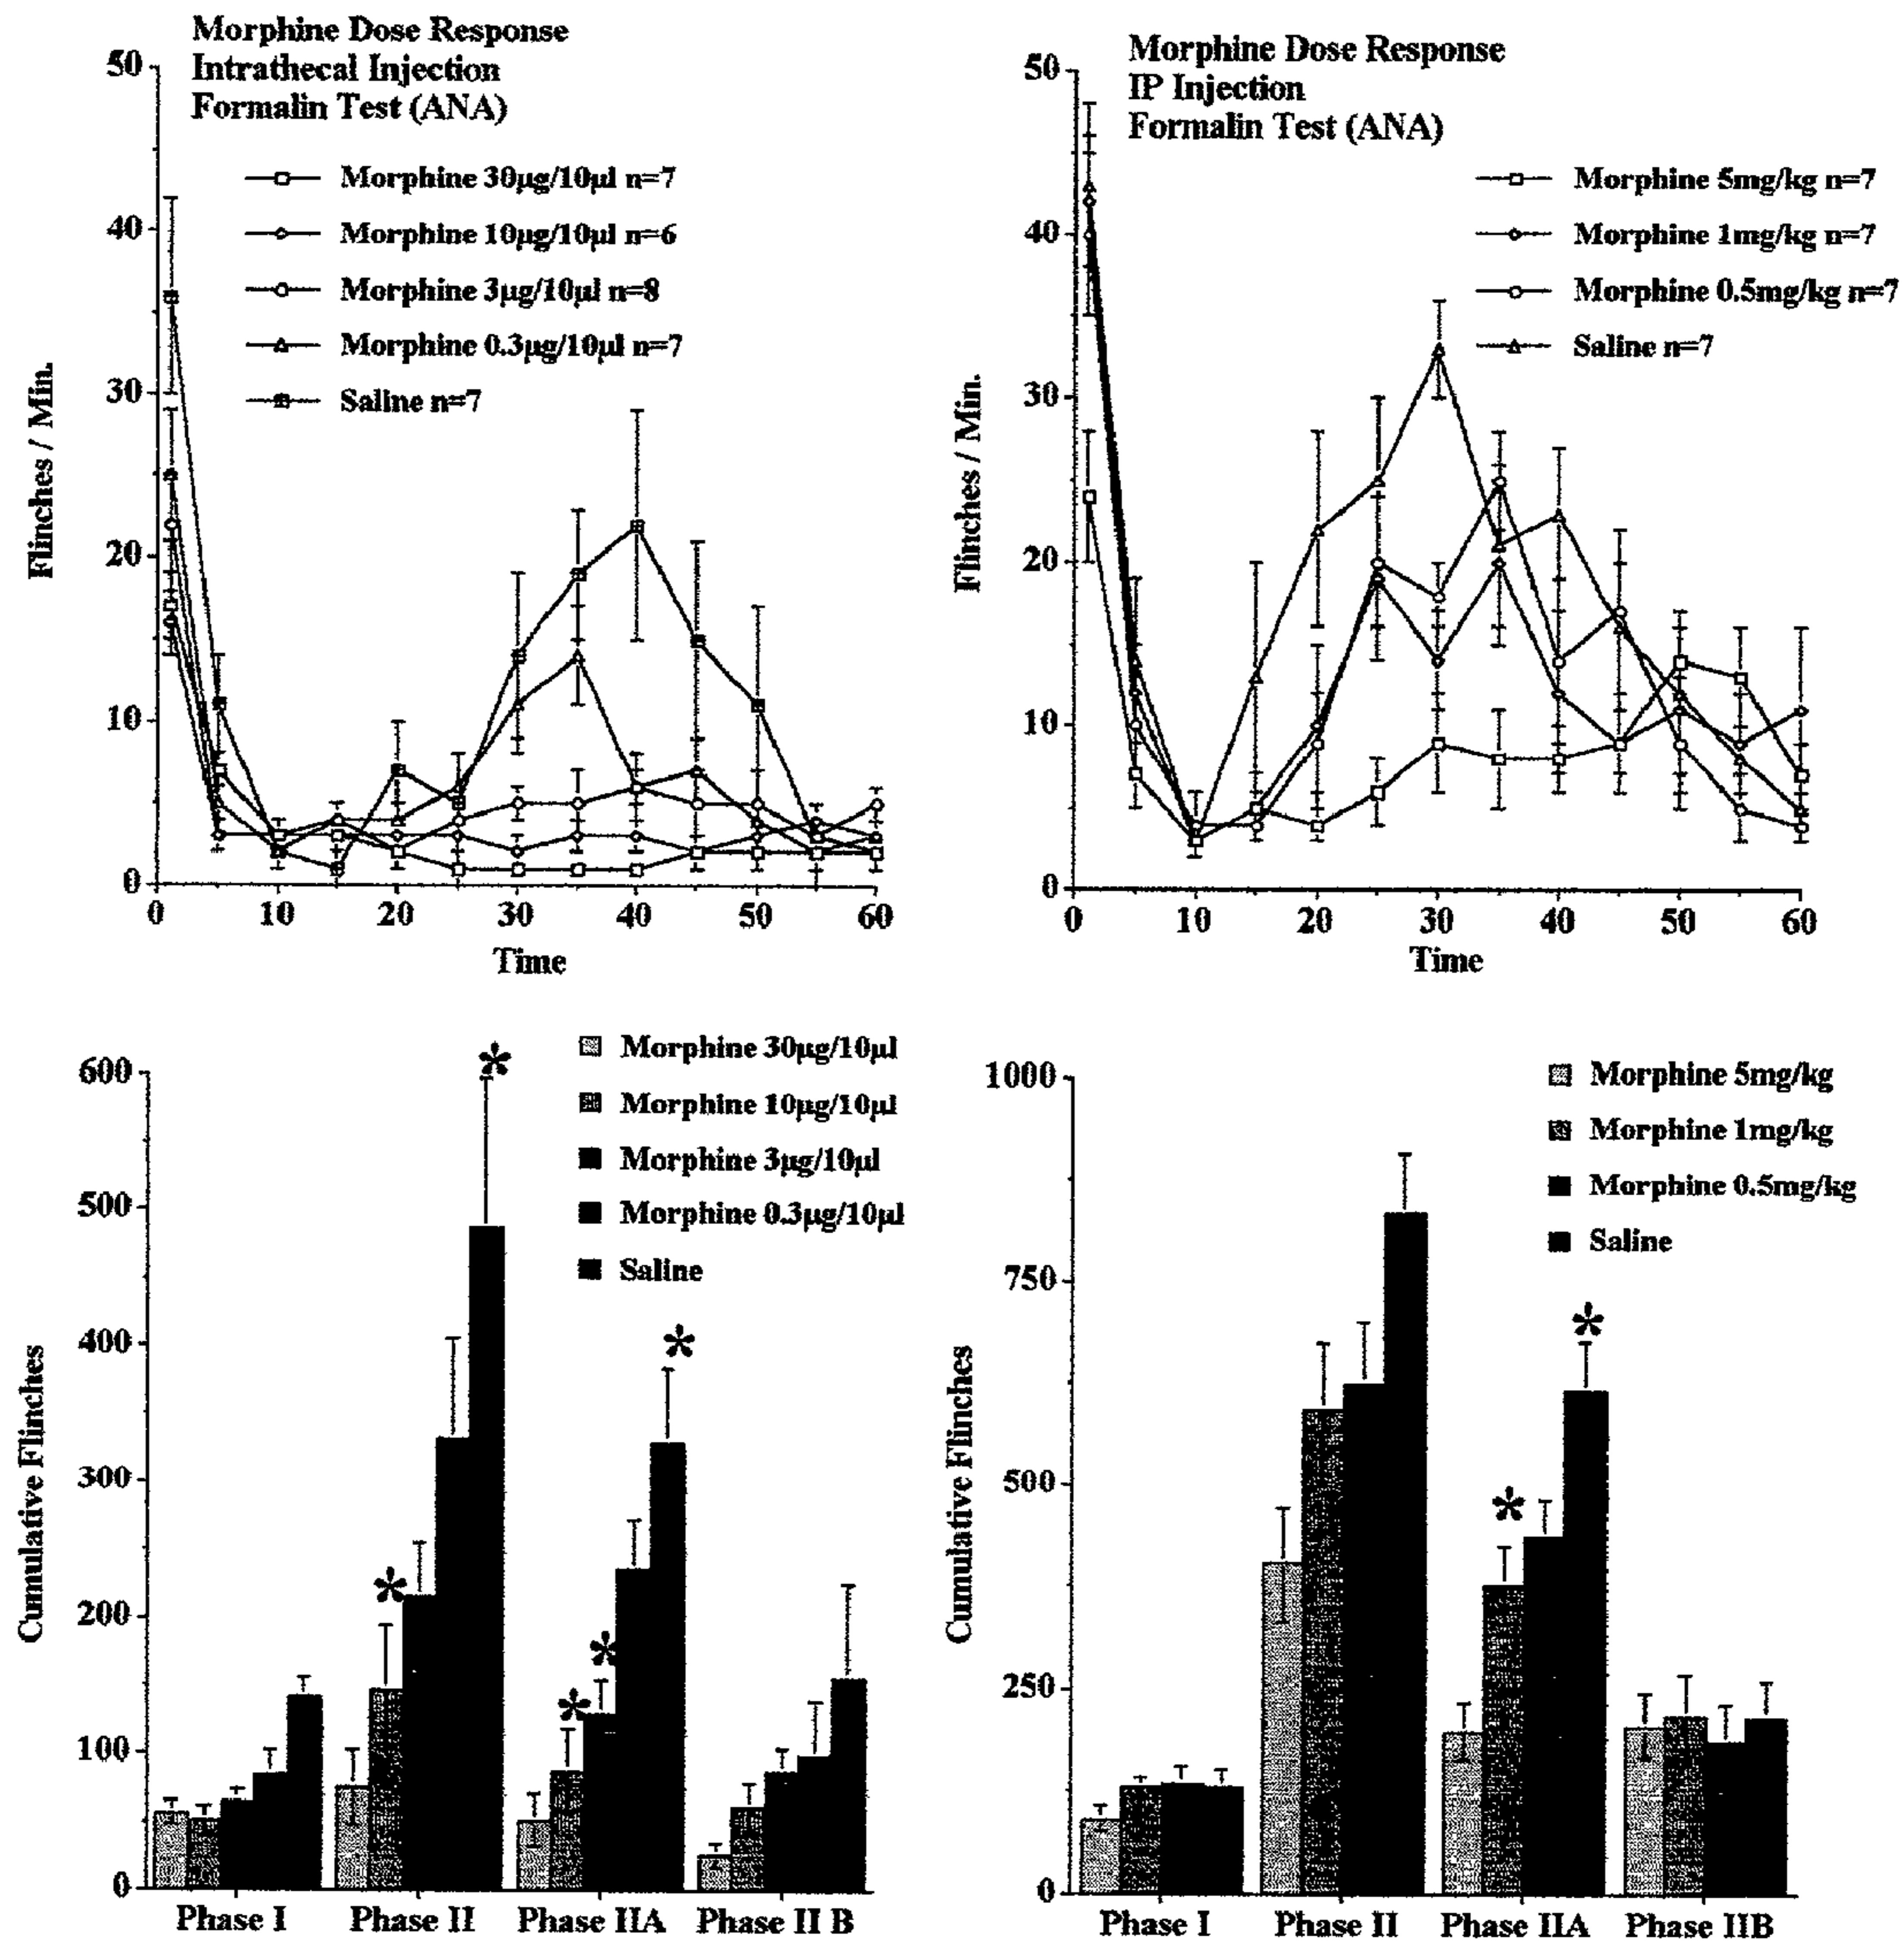 Morphine Dose Response
Intrathecal Injection
Formalin Test (ANA)
Morphine 30µg/10µl n=7
Morphine 10µg/10µl n=6
Morphine 3µg/10µl n=8
Morphine 0.3µg/10µl n=7
Saline n=7
Flinches / Min.
50
40
30
20
10
0
0 10 20 30 40 50 60
Time
Morphine Dose Response
IP Injection
Formalin Test (ANA)
Morphine 5mg/kg n=7
Morphine 1mg/kg n=7
Morphine 0.5mg/kg n=7
Saline n=7
Flinches / Min.
50
40
30
20
10
0
0 10 20 30 40 50 60
Time
Morphine 30µg/10µl
Morphine 10µg/10µl
Morphine 3µg/10µl
Morphine 0.3µg/10µl
Saline
Cumulative Flinches
600
500
400
300
200
100
0
*
*
*
*
*
Phase I Phase II Phase IIA Phase II B
Morphine 5mg/kg
Morphine 1mg/kg
Morphine 0.5mg/kg
Saline
Cumulative Flinches
1000
750
500
250
0
*
*
Phase I Phase II Phase IIA Phase IIB